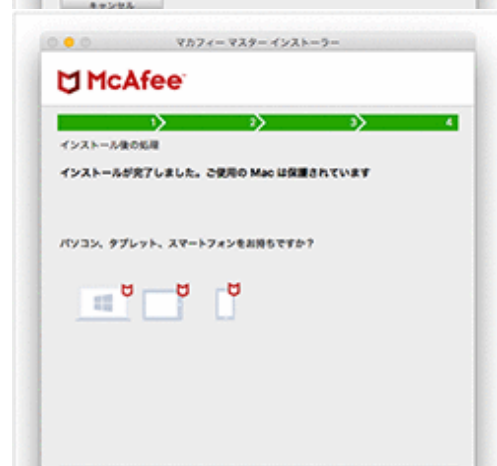 キャンセル
マカフィー マスター インストーラー
McAfee
1 2 3 4
インストール後の処理
インストールが完了しました。ご使用の Mac は保護されています
パソコン、タブレット、スマートフォンをお持ちですか?